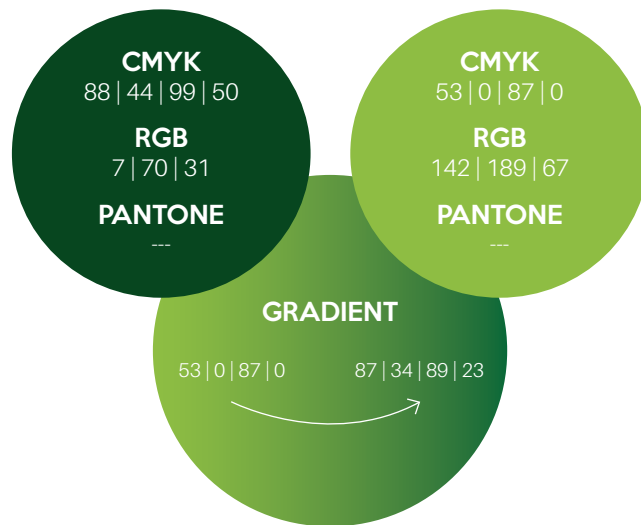 CMYK
88 | 44 | 99 | 50
RGB
7 | 70 | 31
PANTONE
---
CMYK
53 | 0 | 87 | 0
RGB
142 | 189 | 67
PANTONE
---
GRADIENT
53 | 0 | 87 | 0
87 | 34 | 89 | 23